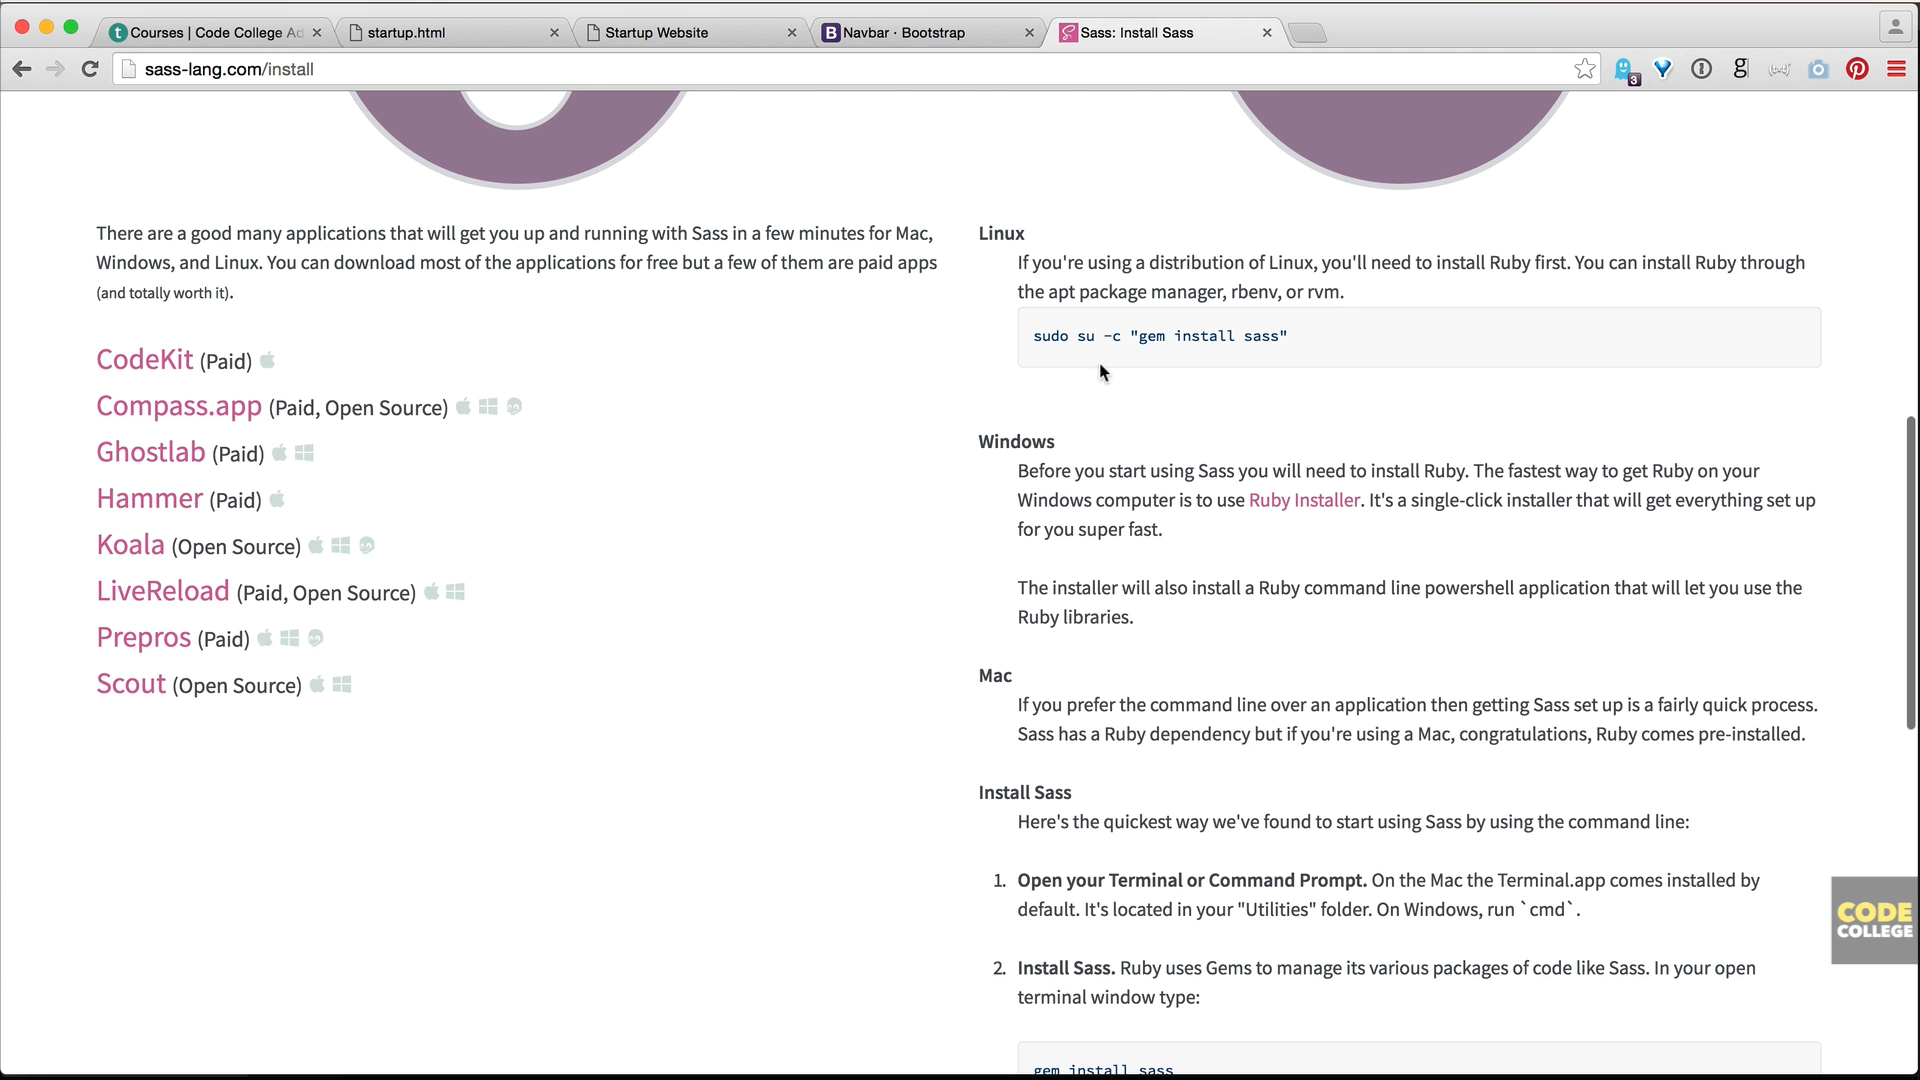 Courses | Code College Ad
startup.html
Startup Website
Navbar · Bootstrap
Sass: Install Sass
sass-lang.com/install
3
There are a good many applications that will get you up and running with Sass in a few minutes for Mac,
Windows, and Linux. You can download most of the applications for free but a few of them are paid apps
(and totally worth it).
CodeKit (Paid)
Compass.app (Paid, Open Source)
Ghostlab (Paid)
Hammer (Paid)
Koala (Open Source)
LiveReload (Paid, Open Source)
Prepros (Paid)
Scout (Open Source)
Linux
If you're using a distribution of Linux, you'll need to install Ruby first. You can install Ruby through
the apt package manager, rbenv, or rvm.
sudo su -c "gem install sass"
Windows
Before you start using Sass you will need to install Ruby. The fastest way to get Ruby on your
Windows computer is to use Ruby Installer. It's a single-click installer that will get everything set up
for you super fast.
The installer will also install a Ruby command line powershell application that will let you use the
Ruby libraries.
Mac
If you prefer the command line over an application then getting Sass set up is a fairly quick process.
Sass has a Ruby dependency but if you're using a Mac, congratulations, Ruby comes pre-installed.
Install Sass
Here's the quickest way we've found to start using Sass by using the command line:
1. Open your Terminal or Command Prompt. On the Mac the Terminal.app comes installed by
default. It's located in your "Utilities" folder. On Windows, run `cmd`.
2. Install Sass. Ruby uses Gems to manage its various packages of code like Sass. In your open
terminal window type:
gem install sass
CODE
COLLEGE